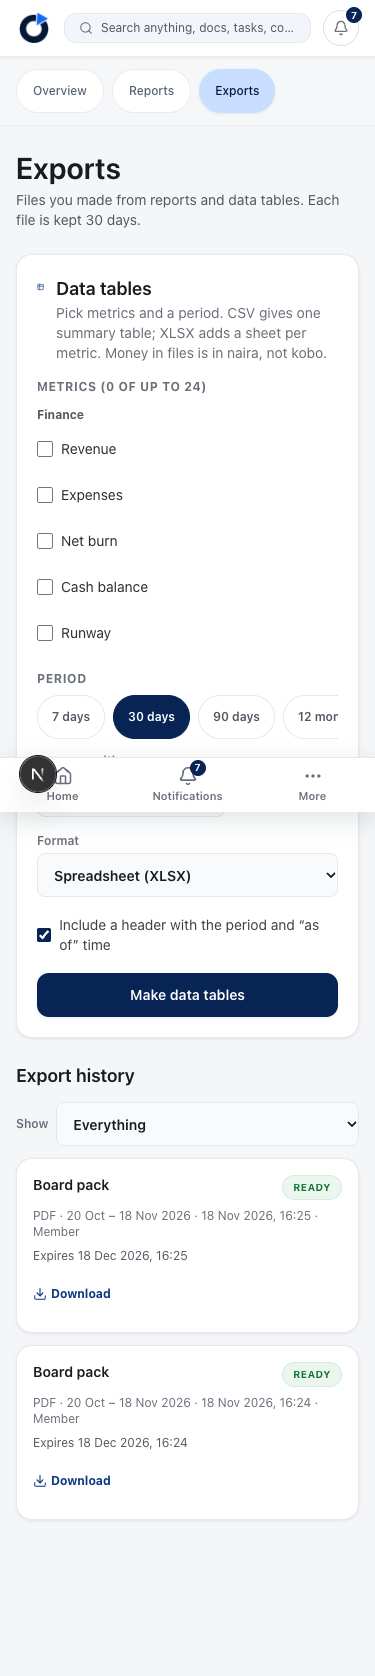 Search anything, docs, tasks, co...
7
Overview
Reports
Exports
Exports
Files you made from reports and data tables. Each
file is kept 30 days.
Data tables
Pick metrics and a period. CSV gives one
summary table; XLSX adds a sheet per
metric. Money in files is in naira, not kobo.
METRICS (0 OF UP TO 24)
Finance
Revenue
Expenses
Net burn
Cash balance
Runway
PERIOD
7 days
30 days
90 days
12 mon
N
7
Home
Notifications
More
Format
Spreadsheet (XLSX)
Include a header with the period and “as
of” time
Make data tables
Export history
Show
Everything
Board pack
READY
PDF · 20 Oct – 18 Nov 2026 · 18 Nov 2026, 16:25 ·
Member
Expires 18 Dec 2026, 16:25
Download
Board pack
READY
PDF · 20 Oct – 18 Nov 2026 · 18 Nov 2026, 16:24 ·
Member
Expires 18 Dec 2026, 16:24
Download